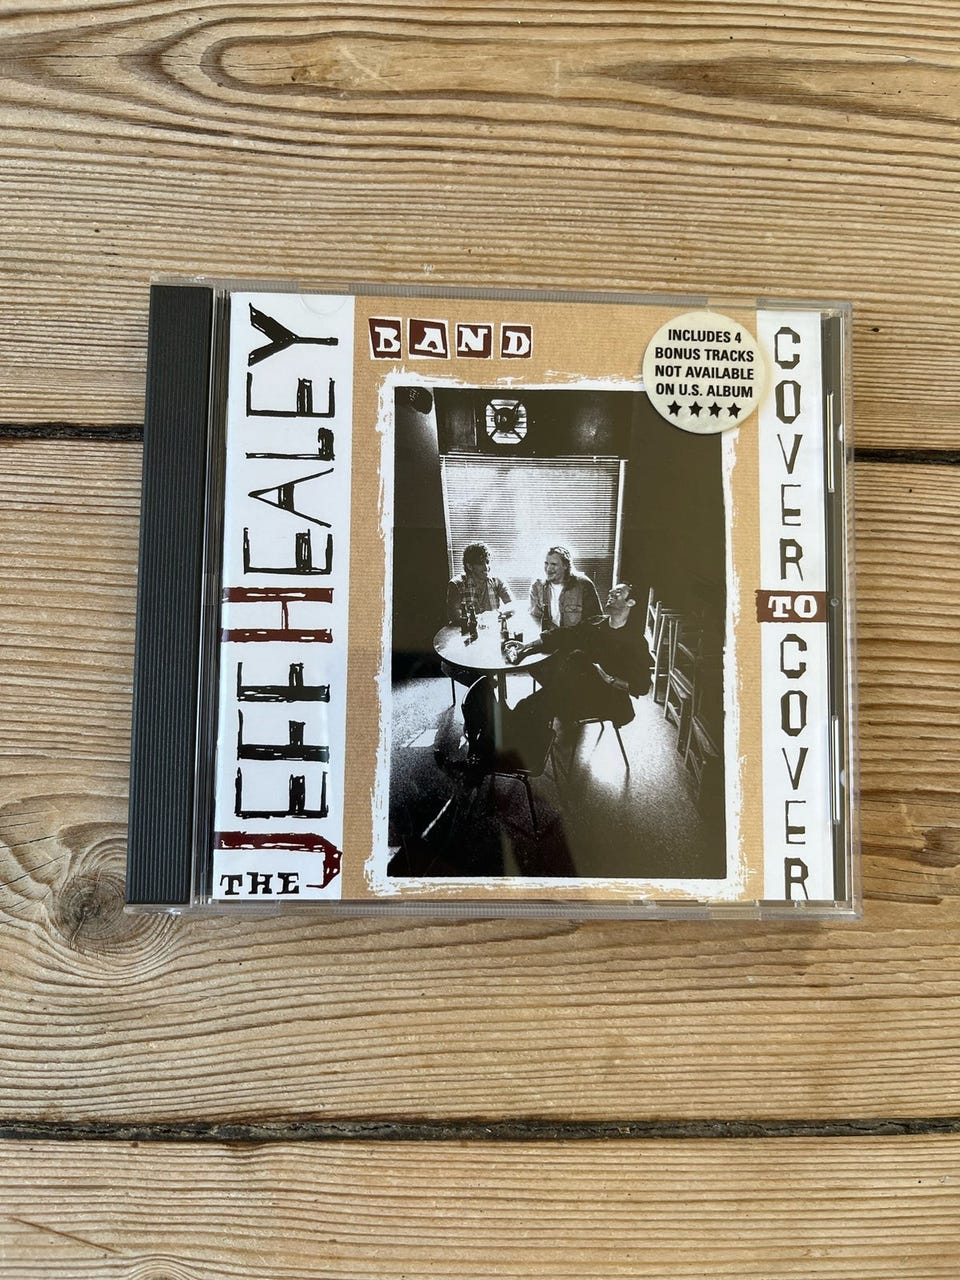 THE JEFF HEALEY
BAND
INCLUDES 4
BONUS TRACKS
NOT AVAILABLE
ON U.S. ALBUM
★★★★
COVER TO COVER